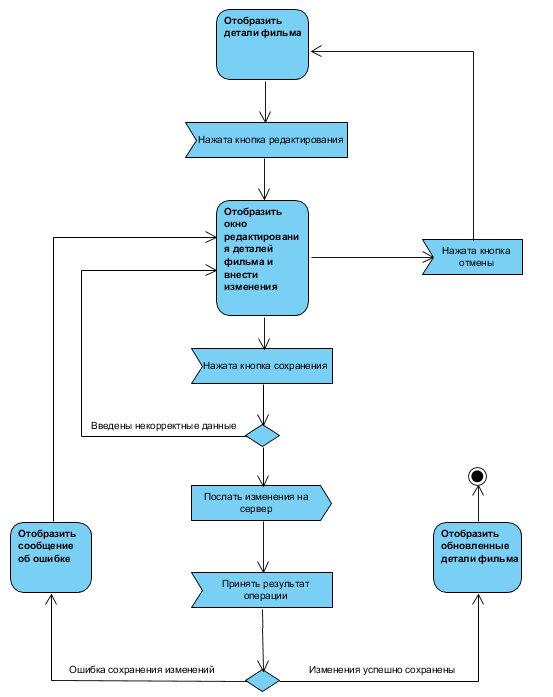 Отобразить
детали фильма
Нажата кнопка редактирования
Отобразить
окно
редактировани
я деталей
фильма и
внести
изменения
Нажата кнопка
отмены
Нажата кнопка сохранения
Введены некорректные данные
Послать изменения на
сервер
Отобразить
сообщение
об ошибке
Отобразить
обновленные
детали фильма
Принять результат
операции
Ошибка сохранения изменений
Изменения успешно сохранены